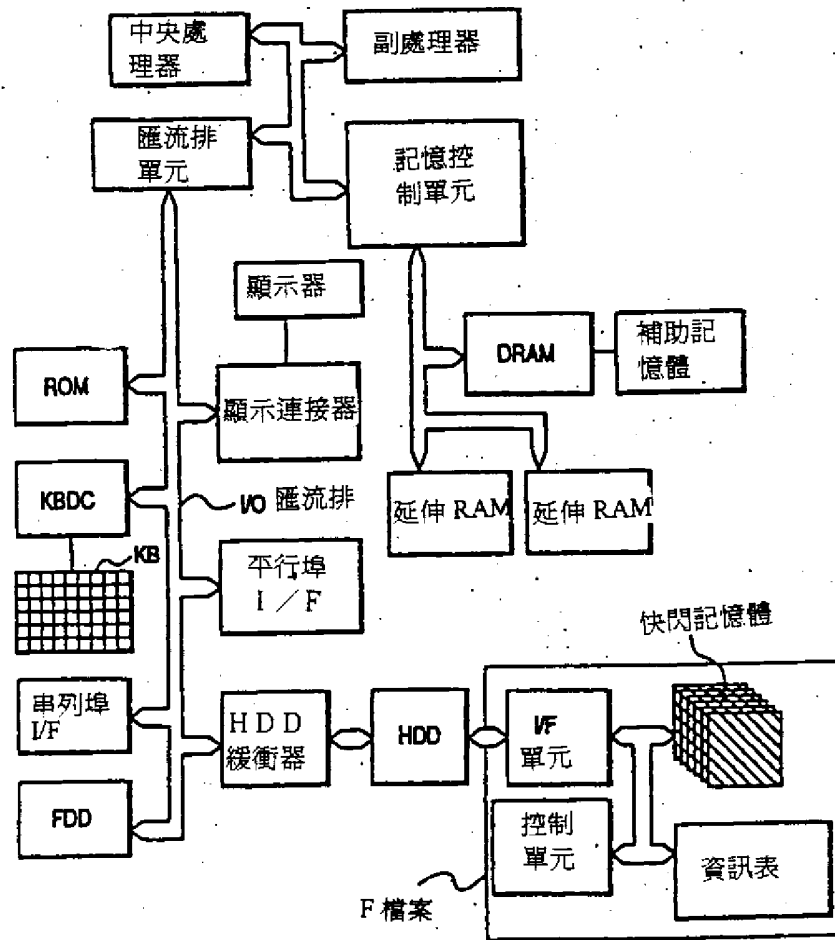 中央處
理器
副處理器
匯流排
單元
記憶控
制單元
顯示器
DRAM
補助記
憶體
ROM
顯示連接器
KBDC
I/O 匯流排
延伸 RAM
延伸 RAM
KB
平行埠
I／F
快閃記憶體
串列埠
I/F
HDD
緩衝器
HDD
I/F
單元
FDD
控制
單元
資訊表
F 檔案